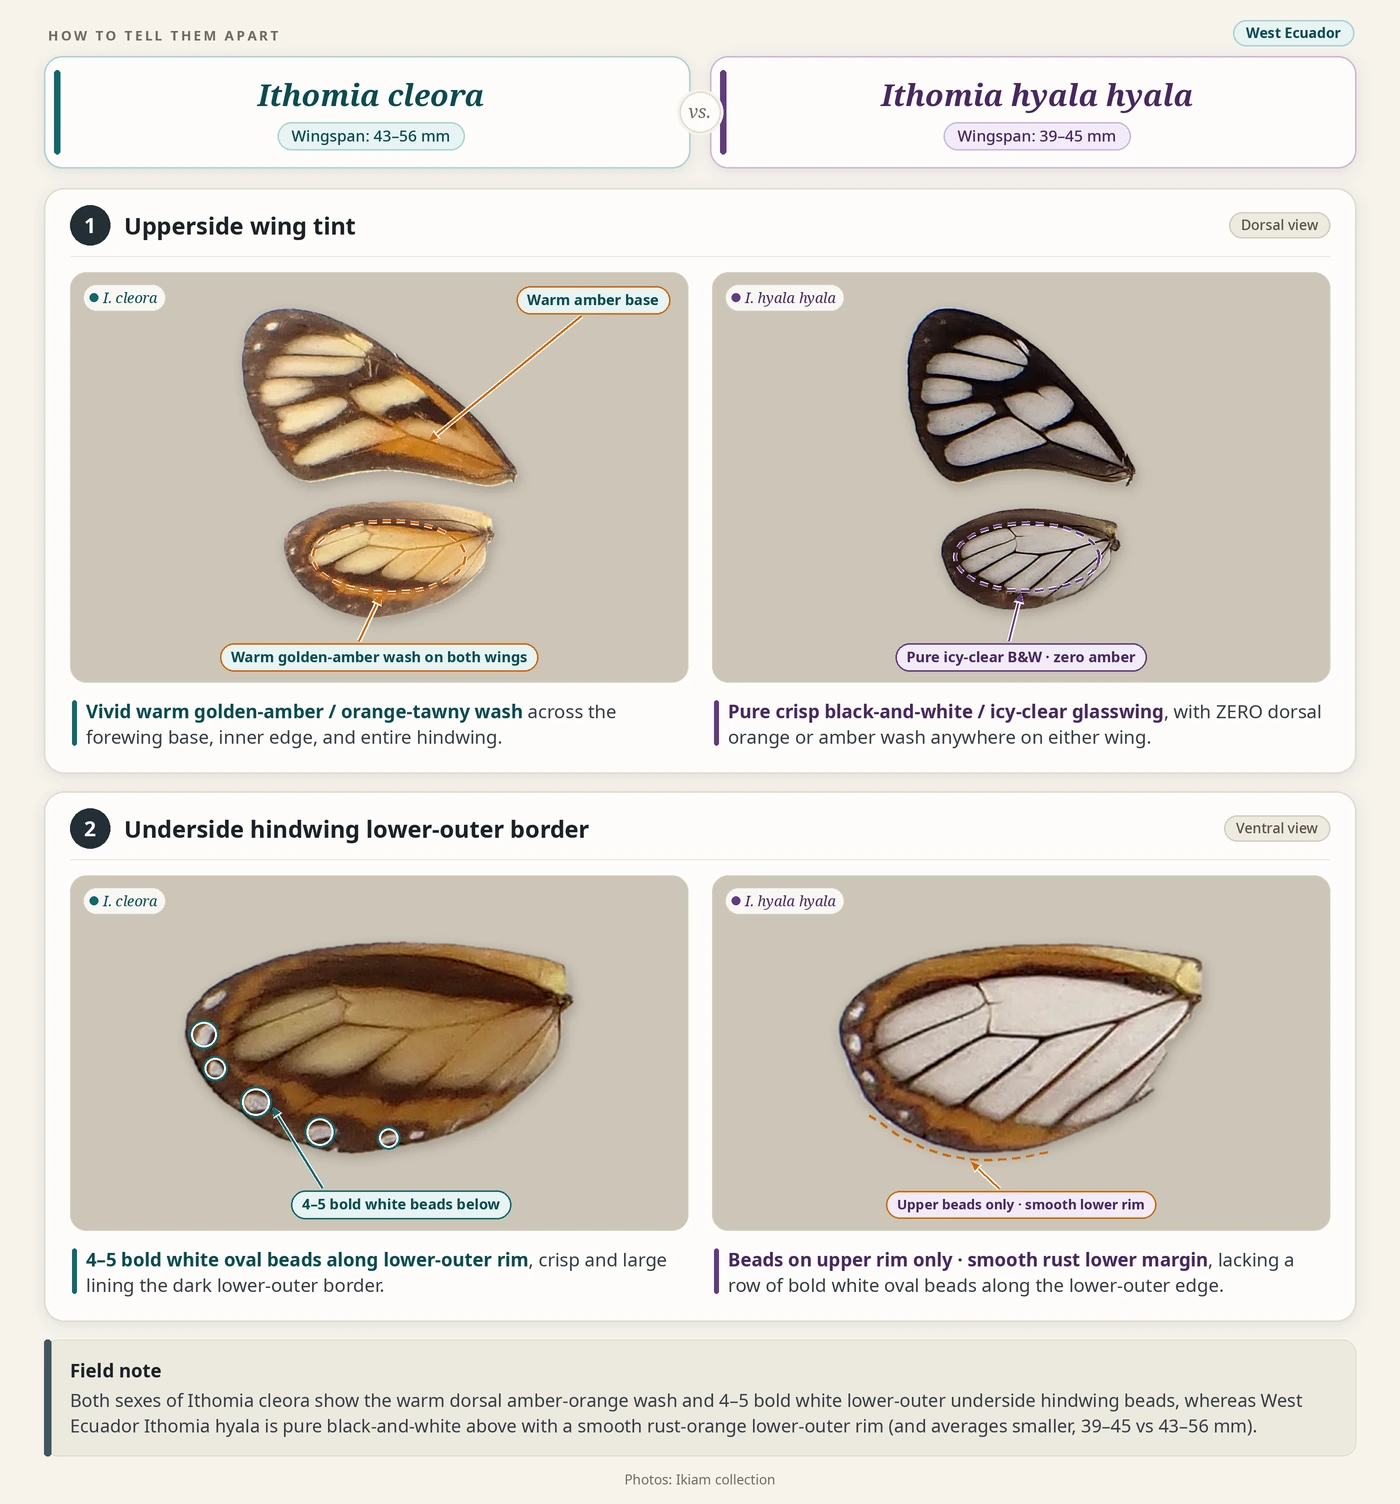 HOW TO TELL THEM APART
West Ecuador
Ithomia cleora
Wingspan: 43–56 mm
vs.
Ithomia hyala hyala
Wingspan: 39–45 mm
1 Upperside wing tint
Dorsal view
I. cleora
Warm amber base
Warm golden-amber wash on both wings
I. hyala hyala
Pure icy-clear B&W · zero amber
Vivid warm golden-amber / orange-tawny wash across the
forewing base, inner edge, and entire hindwing.
Pure crisp black-and-white / icy-clear glasswing, with ZERO dorsal
orange or amber wash anywhere on either wing.
2 Underside hindwing lower-outer border
Ventral view
I. cleora
4–5 bold white beads below
I. hyala hyala
Upper beads only · smooth lower rim
4–5 bold white oval beads along lower-outer rim, crisp and large
lining the dark lower-outer border.
Beads on upper rim only · smooth rust lower margin, lacking a
row of bold white oval beads along the lower-outer edge.
Field note
Both sexes of Ithomia cleora show the warm dorsal amber-orange wash and 4–5 bold white lower-outer underside hindwing beads, whereas West
Ecuador Ithomia hyala is pure black-and-white above with a smooth rust-orange lower-outer rim (and averages smaller, 39–45 vs 43–56 mm).
Photos: Ikiam collection